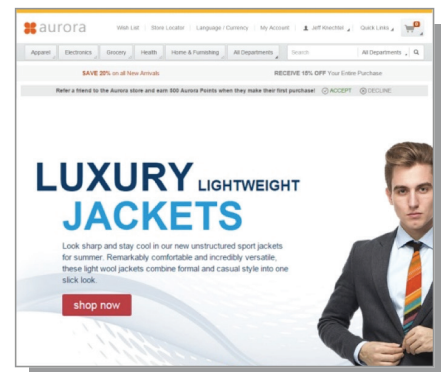 aurora
Wish List | Store Locator | Language / Currency | My Account | Jeff Knechtel | Quick Links
Apparel Electronics Grocery Health Home & Furnishing All Departments Search All Departments
SAVE 20% on all New Arrivals RECEIVE 15% OFF Your Entire Purchase
Refer a friend to the Aurora store and earn 500 Aurora Points when they make their first purchase! ACCEPT DECLINE
LUXURY LIGHTWEIGHT
JACKETS
Look sharp and stay cool in our new unstructured sport jackets
for summer. Remarkably comfortable and incredibly versatile,
these light wool jackets combine formal and casual style into one
slick look.
shop now